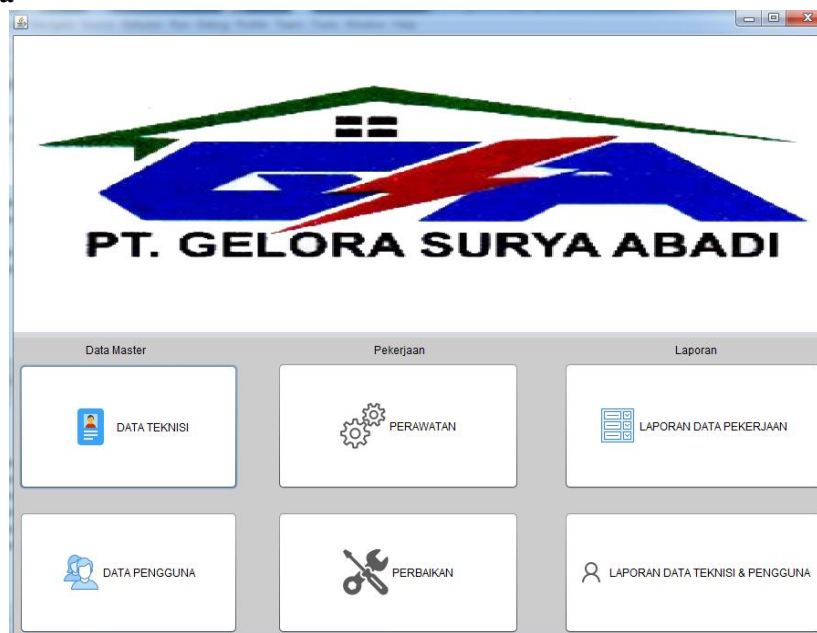 PT. GELORA SURYA ABADI
Data Master
Pekerjaan
Laporan
DATA TEKNISI
PERAWATAN
LAPORAN DATA PEKERJAAN
DATA PENGGUNA
PERBAIKAN
LAPORAN DATA TEKNISI & PENGGUNA